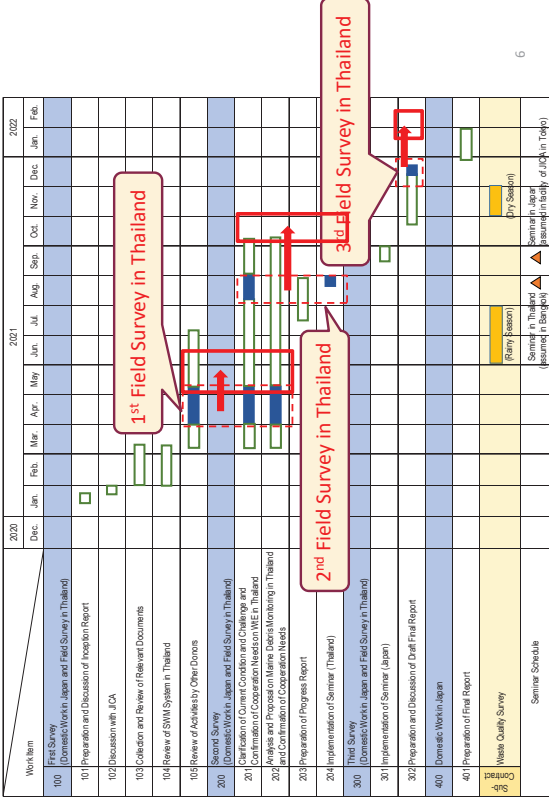 2020
2021
2022
Work Item
Dec.
Jan.
Feb.
Mar.
Apr.
May
Jun.
Jul.
Aug.
Sep.
Oct.
Nov.
Dec.
Jan.
Feb.
100
First Survey
(Domestic Work in Japan and Field Survey in Thailand)
101 Preparation and Discussion of Inception Report
102 Discussion with JICA
103 Collection and Review of Relevant Documents
104 Review of SWM System in Thailand
105 Review of Activities by Other Donors
200
Second Survey
(Domestic Work in Japan and Field Survey in Thailand)
201
Clarification of Current Condition and Challenge and
Confirmation of Cooperation Needs on WtE in Thailand
202
Analysis and Proposal on Marine Debris Monitoring in Thailand
and Confirmation of Cooperation Needs
203 Preparation of Progress Report
204 Implementation of Seminar (Thailand)
300
Third Survey
(Domestic Work in Japan and Field Survey in Thailand)
301 Implementation of Seminar (Japan)
302 Preparation and Discussion of Draft Final Report
400 Domestic Work in Japan
401 Preparation of Final Report
Sub-
Contract
Waste Quality Survey
(Rainy Season)
(Dry Season)
Seminar Schedule
Seminar in Thailand
(assumed in Bangkok)
Seminar in Japan
(assumed in facility of JICA in Tokyo)
1st Field Survey in Thailand
2nd Field Survey in Thailand
3rd Field Survey in Thailand
6